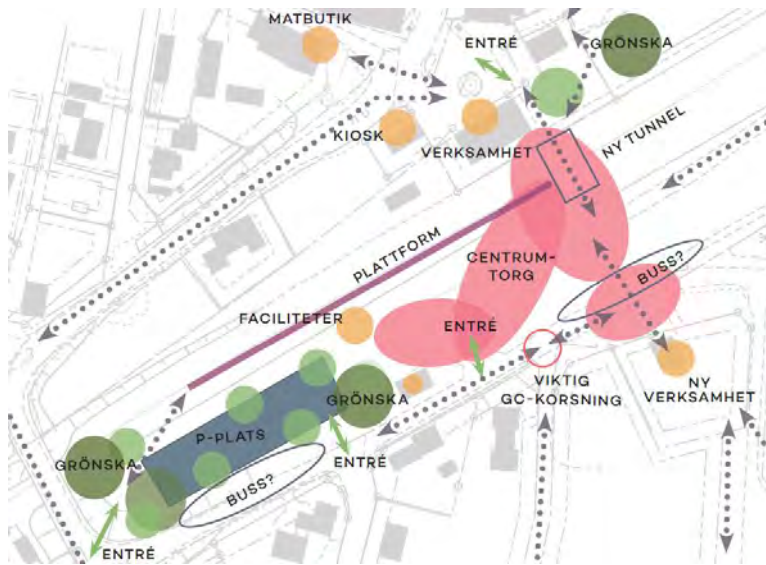 MATBUTIK
ENTRÉ
GRÖNSKA
KIOSK
VERKSAMHET
NY TUNNEL
PLATTFORM
CENTRUM-
TORG
BUSS?
FACILITETER
ENTRÉ
VIKTIG
GC-KORSNING
NY
VERKSAMHET
GRÖNSKA
P-PLATS
GRÖNSKA
BUSS?
ENTRÉ
ENTRÉ